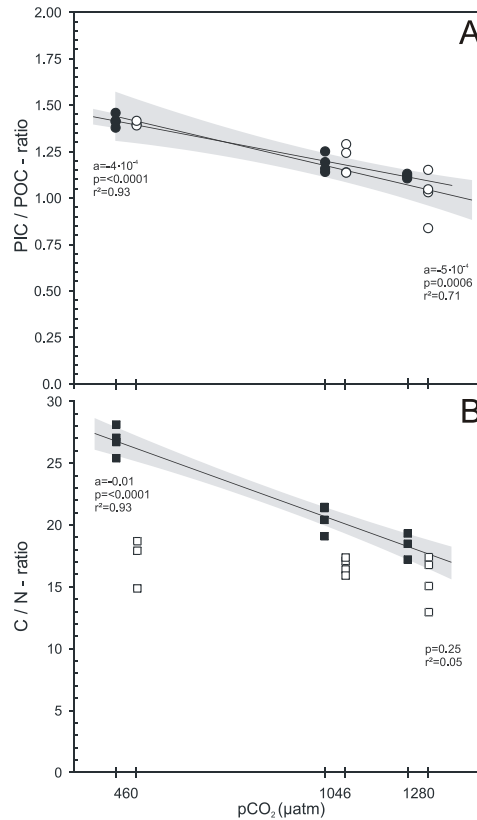 A
2.00
1.75
1.50
1.25
1.00
0.75
0.50
0.25
0.0
PIC / POC - ratio
a=-4·10⁻⁴
p=<0.0001
r²=0.93
a=-5·10⁻⁴
p=0.0006
r²=0.71
B
30
25
20
15
10
5
0
C / N - ratio
a=-0.01
p=<0.0001
r²=0.93
p=0.25
r²=0.05
460
1046
1280
pCO₂(µatm)